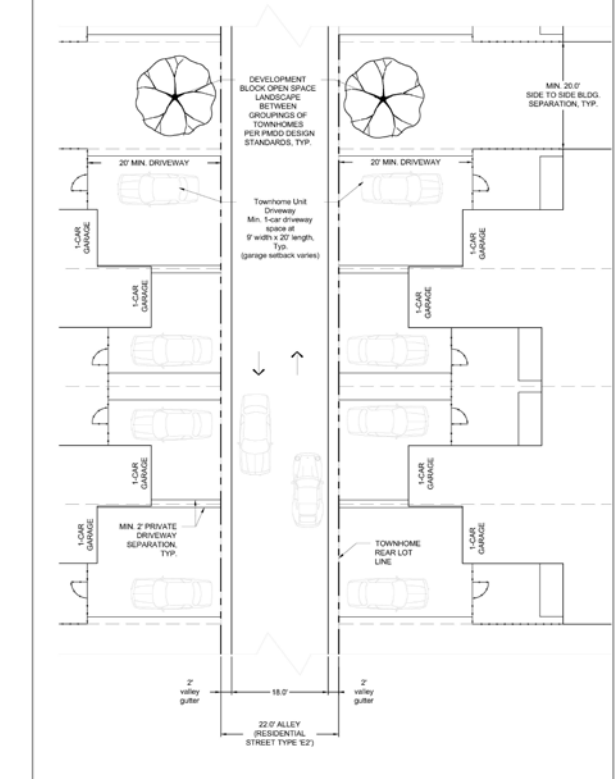 DEVELOPMENT
BLOCK OPEN SPACE
LANDSCAPE
BETWEEN
GROUPINGS OF
TOWNHOMES
PER PMDD DESIGN
STANDARDS, TYP.
MIN. 20.0'
SIDE TO SIDE BLDG.
SEPARATION, TYP.
20' MIN. DRIVEWAY
20' MIN. DRIVEWAY
Townhome Unit
Driveway
Min. 1-car driveway
space at
9' width x 20' length,
Typ.
(garage setback varies)
1-CAR
GARAGE
1-CAR
GARAGE
1-CAR
GARAGE
1-CAR
GARAGE
1-CAR
GARAGE
1-CAR
GARAGE
1-CAR
GARAGE
1-CAR
GARAGE
MIN. 2' PRIVATE
DRIVEWAY
SEPARATION,
TYP.
TOWNHOME
REAR LOT
LINE
2'
valley
gutter
18.0'
2'
valley
gutter
22.0' ALLEY
(RESIDENTIAL
STREET TYPE 'E2')